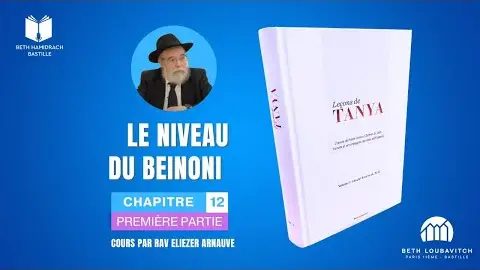 BETH HAMIDRACH
BASTILLE
LE NIVEAU
DU BEINONI
CHAPITRE 12
PREMIÈRE PARTIE
COURS PAR RAV ELIEZER ARNAUVE
TANYA
Leçons de
TANYA
BETH LOUBAVITCH
PARIS 11EME - BASTILLE